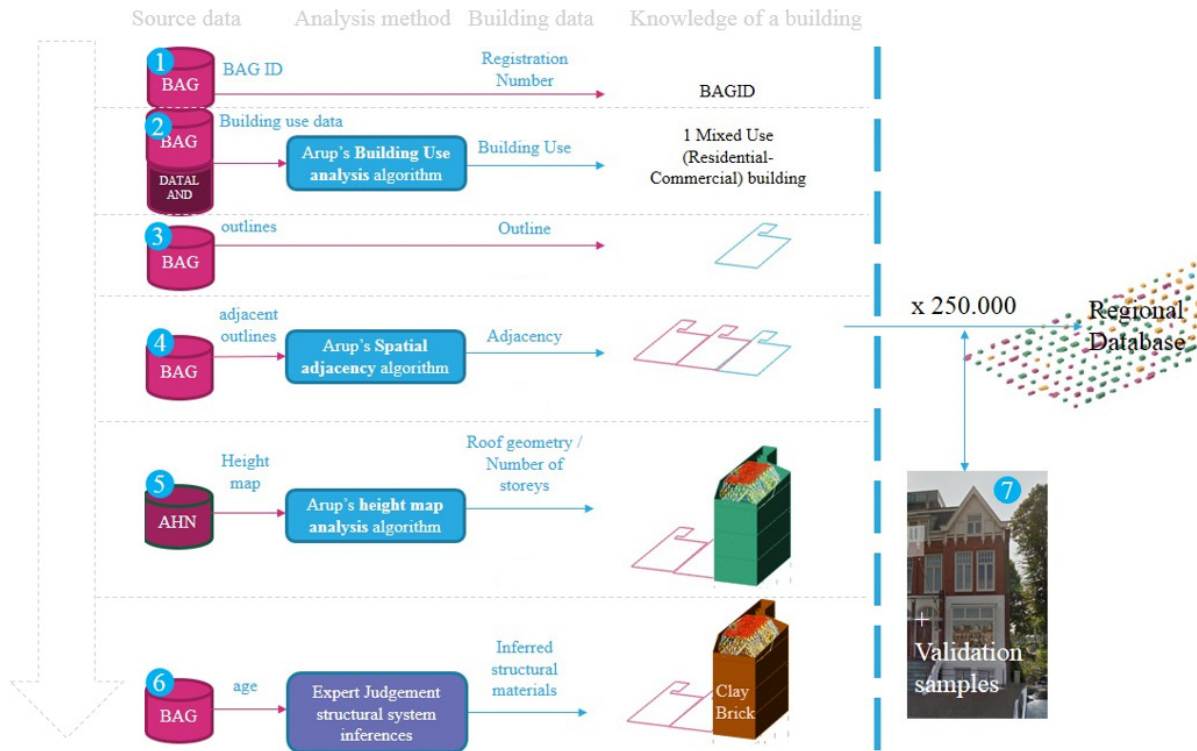 Source data
Analysis method
Building data
Knowledge of a building
1
BAG
BAG ID
Registration
Number
BAGID
2
BAG
DATAL
AND
Building use data
Arup's Building Use
analysis algorithm
Building Use
1 Mixed Use
(Residential-
Commercial) building
3
BAG
outlines
Outline
4
BAG
adjacent
outlines
Arup's Spatial
adjacency algorithm
Adjacency
x 250.000
Regional
Database
5
AHN
Height
map
Arup's height map
analysis algorithm
Roof geometry /
Number of
storeys
6
BAG
age
Expert Judgement
structural system
inferences
Inferred
structural
materials
Clay
Brick
7
+
Validation
samples